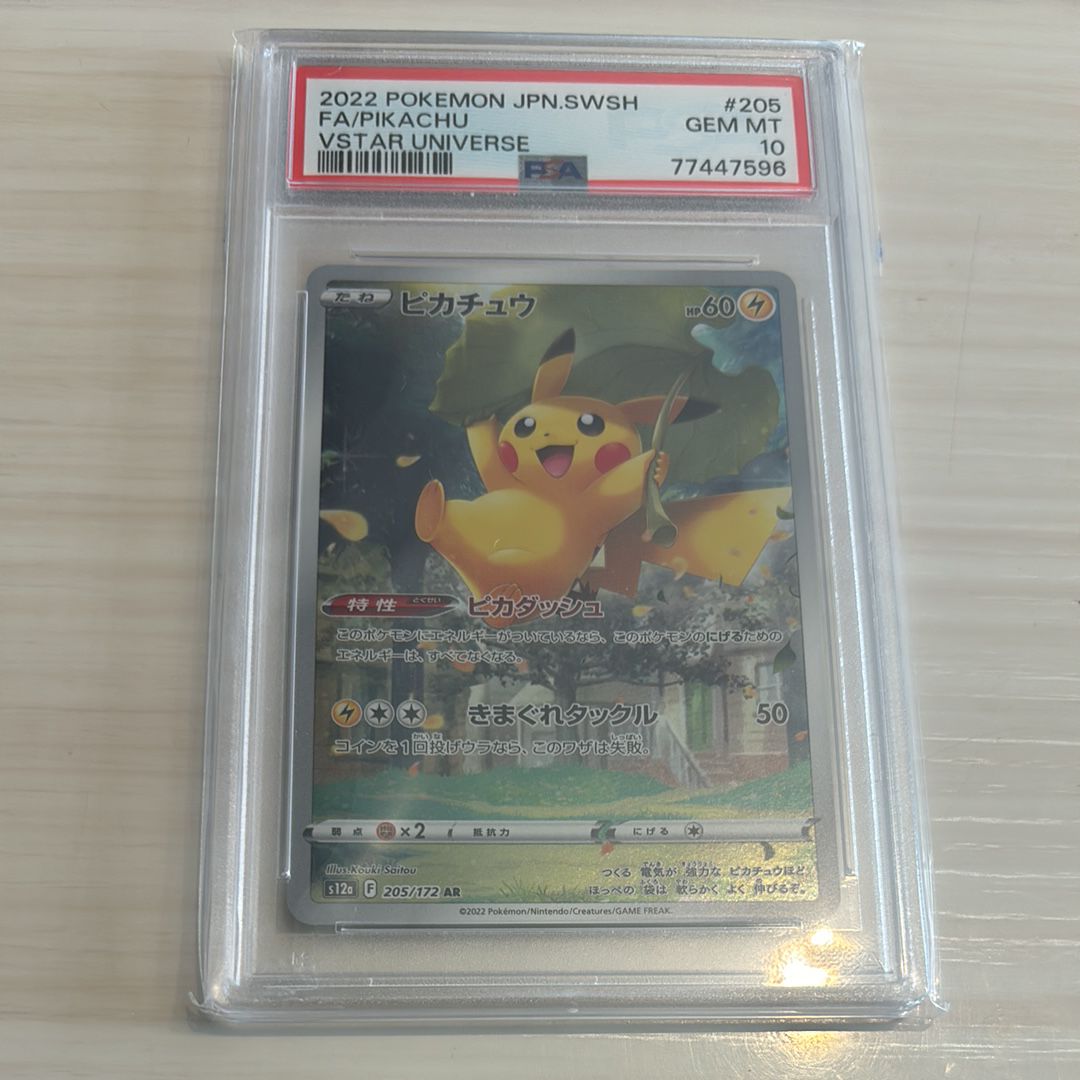 2022 POKEMON JPN.SWSH #205
FA/PIKACHU GEM MT
VSTAR UNIVERSE 10
PSA 77447596
たね ピカチュウ HP60
特性 とくせい ピカダッシュ
このポケモンにエネルギーがついているなら、このポケモンのにげるための
エネルギーは、すべてなくなる。
きまぐれタックル 50
コインを1回投げウラなら、このワザは失敗。
弱点 ×2 抵抗力 にげる
Illus. Kouki Saitou
つくる 電気が 強力な ピカチュウほど
ほっぺの 袋は 軟らかく よく 伸びるぞ。
s12a F 205/172 AR
©2022 Pokémon/Nintendo/Creatures/GAME FREAK.